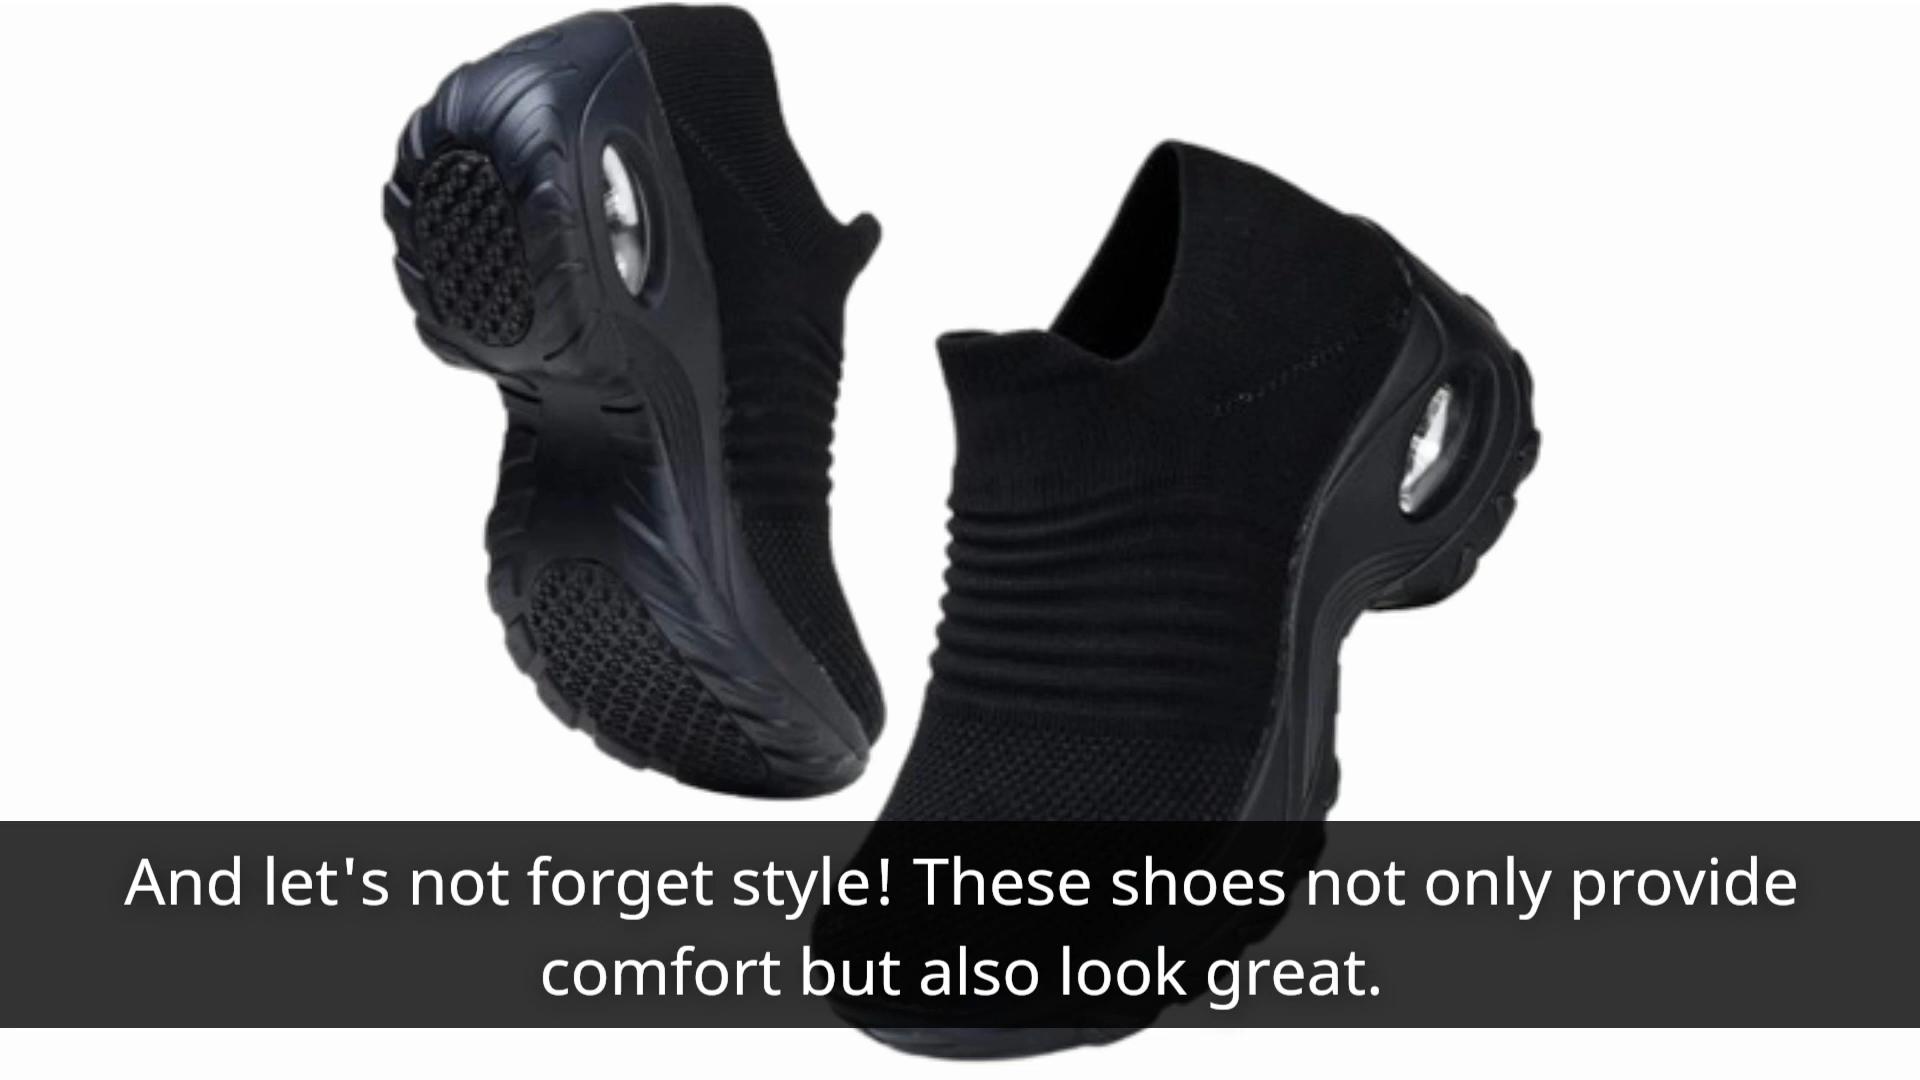 And let's not forget style! These shoes not only provide
comfort but also look great.